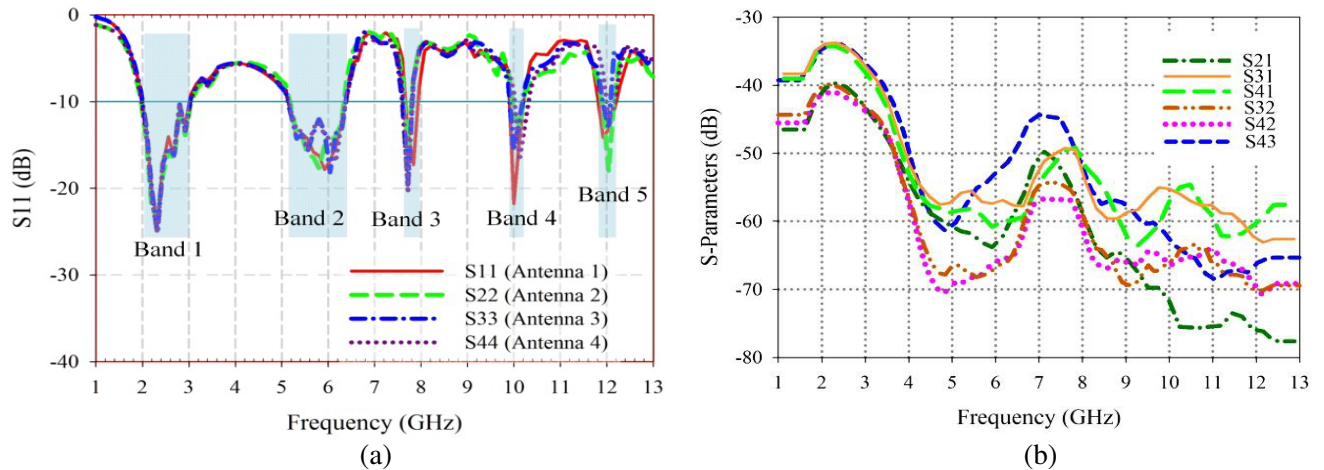 0
-10
-20
-30
-40
S11 (dB)
Band 1
Band 2
Band 3
Band 4
Band 5
S11 (Antenna 1)
S22 (Antenna 2)
S33 (Antenna 3)
S44 (Antenna 4)
1 2 3 4 5 6 7 8 9 10 11 12 13
Frequency (GHz)
(a)
-30
-40
-50
-60
-70
-80
S-Parameters (dB)
S21
S31
S41
S32
S42
S43
1 2 3 4 5 6 7 8 9 10 11 12 13
Frequency (GHz)
(b)